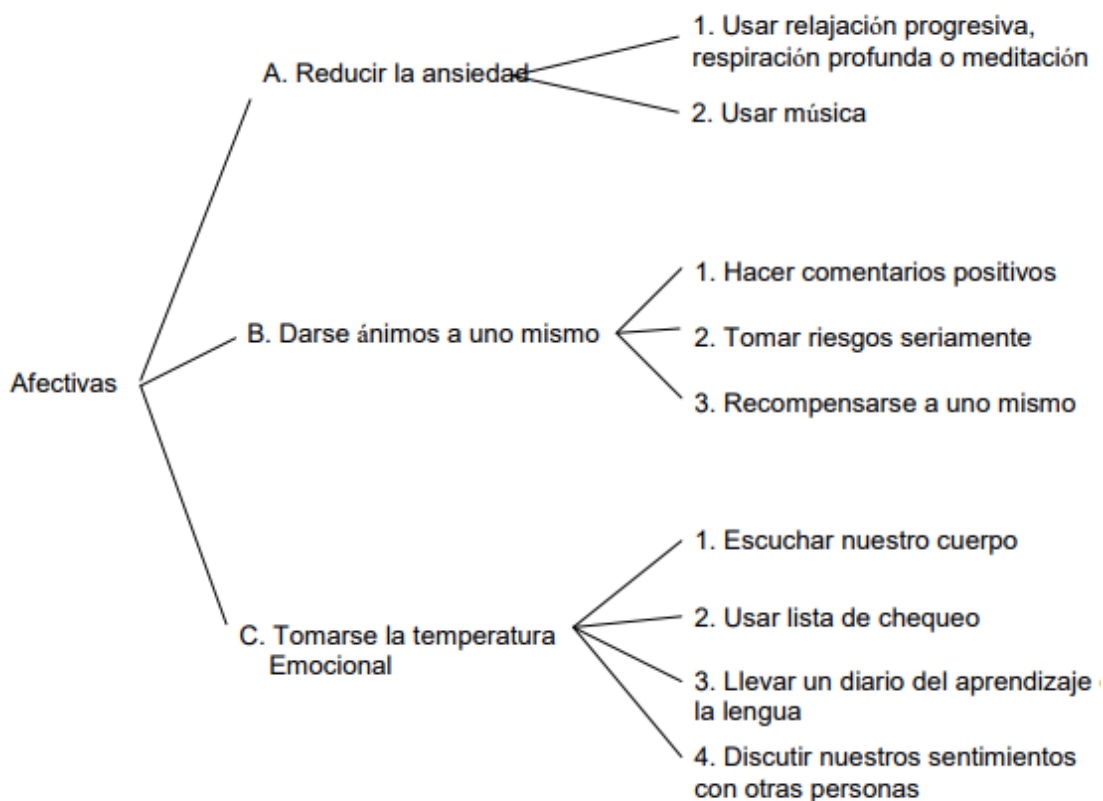 1. Usar relajación progresiva,
respiración profunda o meditación
A. Reducir la ansiedad
2. Usar música
1. Hacer comentarios positivos
B. Darse ánimos a uno mismo
2. Tomar riesgos seriamente
Afectivas
3. Recompensarse a uno mismo
1. Escuchar nuestro cuerpo
2. Usar lista de chequeo
C. Tomarse la temperatura
Emocional
3. Llevar un diario del aprendizaje
la lengua
4. Discutir nuestros sentimientos
con otras personas